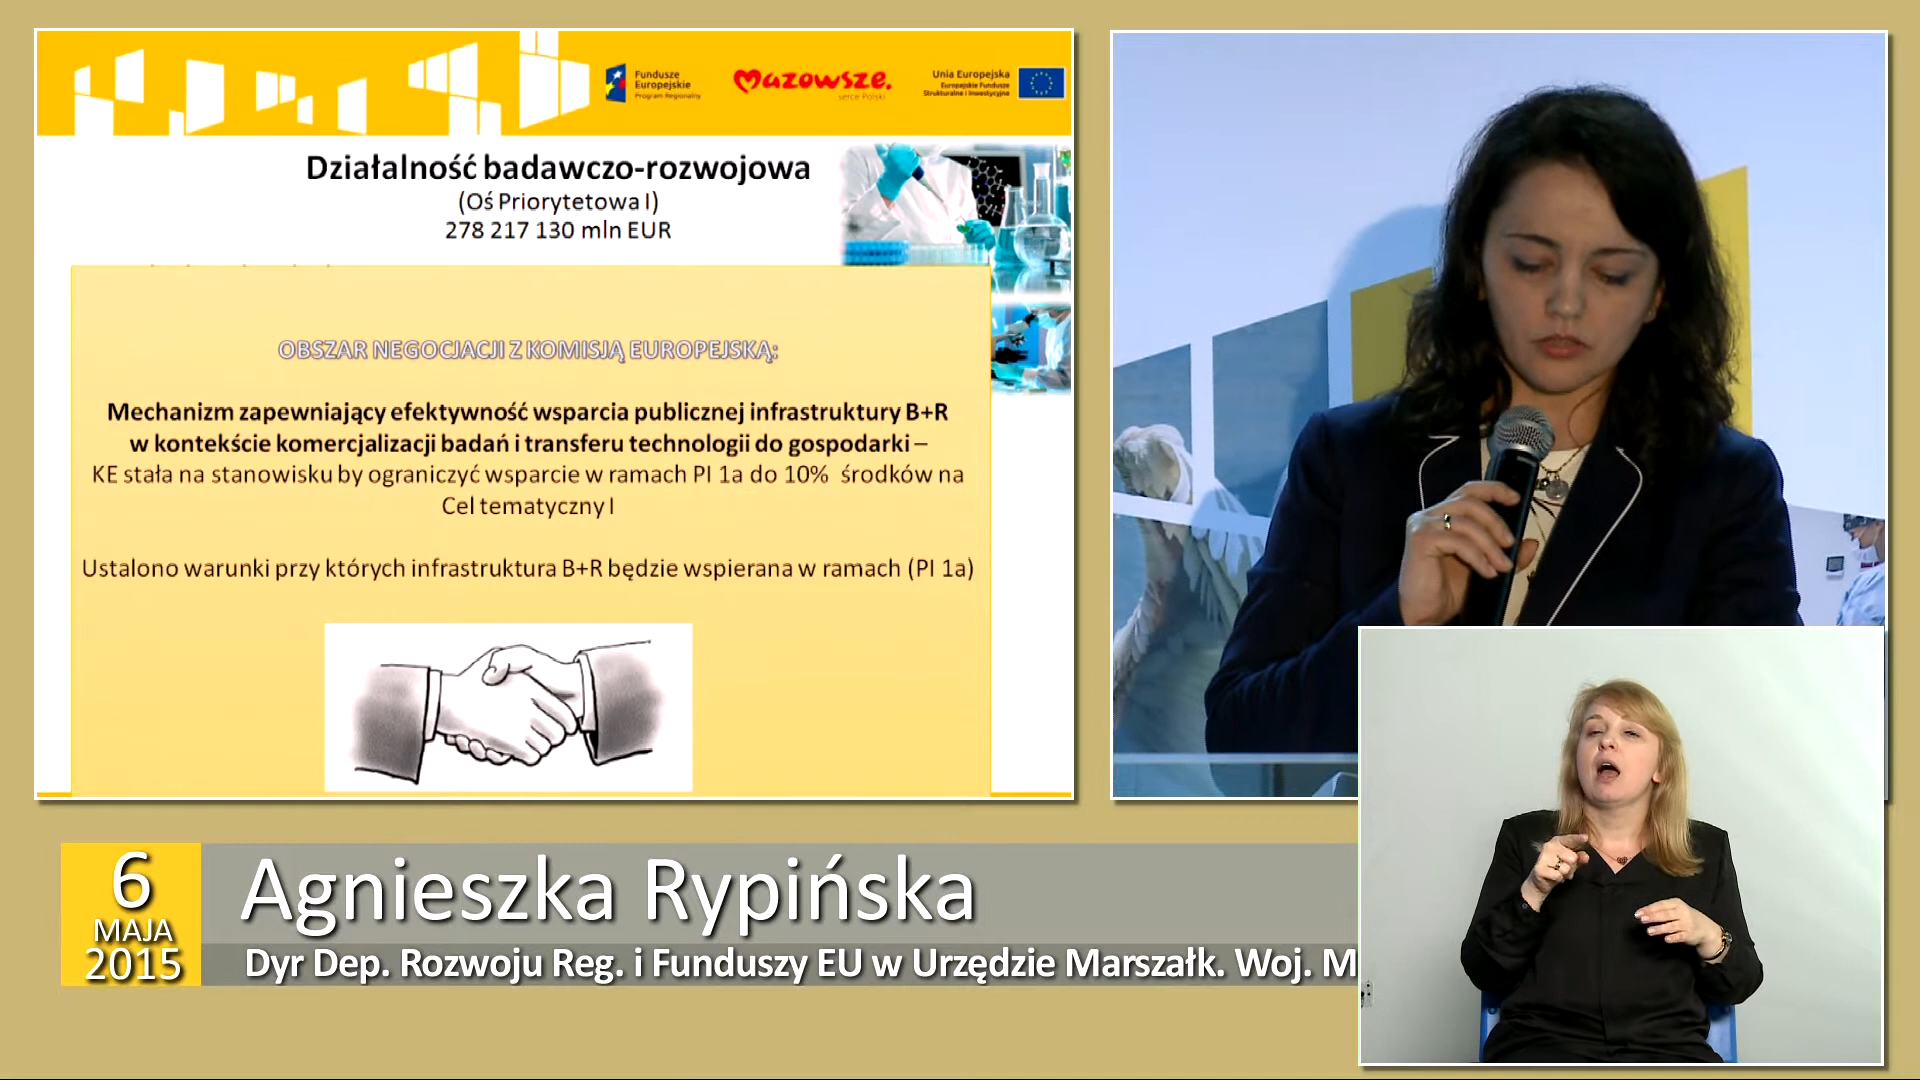 Fundusze
Europejskie
Program Regionalny
mazowsze.
serce Polski
Unia Europejska
Europejskie Fundusze
Strukturalne i Inwestycyjne
Działalność badawczo-rozwojowa
(Oś Priorytetowa I)
278 217 130 mln EUR
OBSZAR NEGOCJACJI Z KOMISJĄ EUROPEJSKĄ:
Mechanizm zapewniający efektywność wsparcia publicznej infrastruktury B+R
w kontekście komercjalizacji badań i transferu technologii do gospodarki –
KE stała na stanowisku by ograniczyć wsparcie w ramach PI 1a do 10% środków na
Cel tematyczny I
Ustalono warunki przy których infrastruktura B+R będzie wspierana w ramach (PI 1a)
6
MAJA
2015
Agnieszka Rypińska
Dyr Dep. Rozwoju Reg. i Funduszy EU w Urzędzie Marszałk. Woj. M